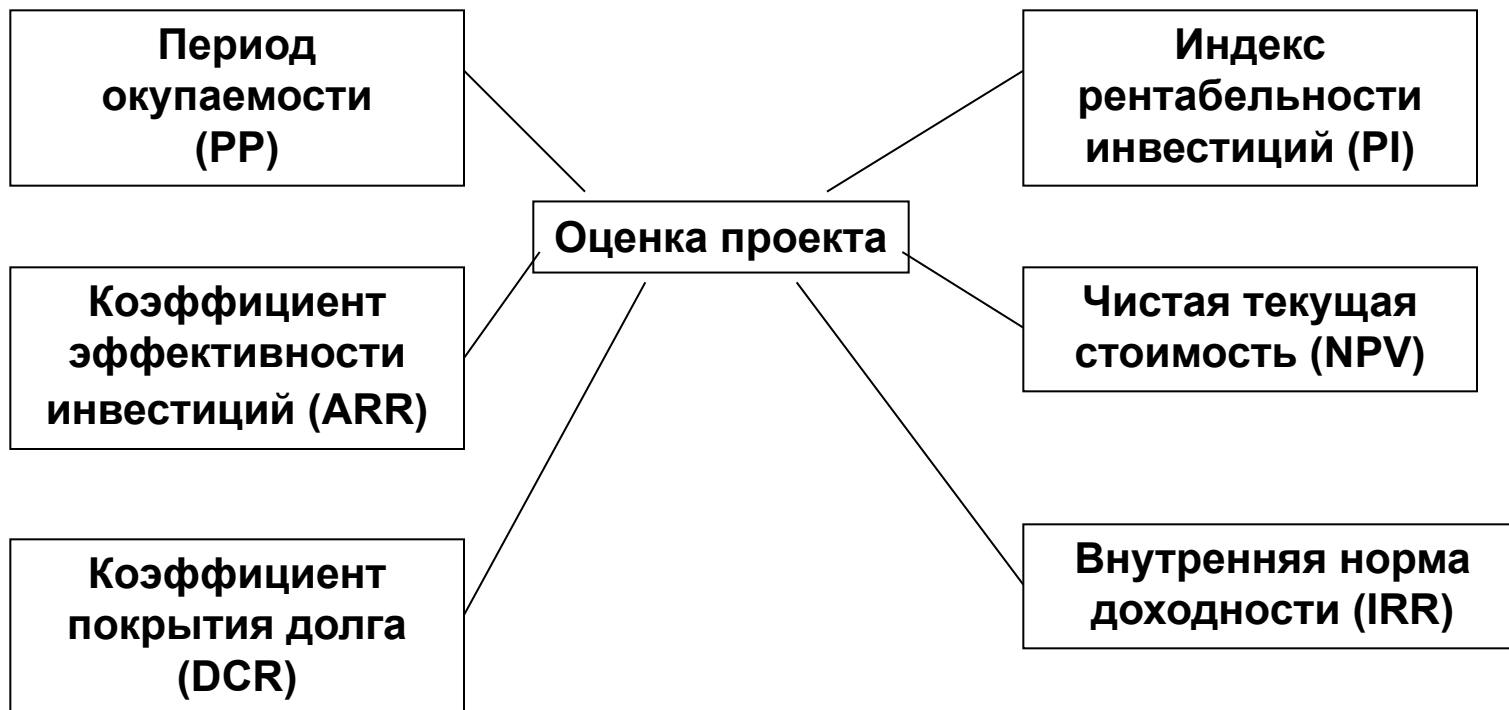 Период
окупаемости
(PP)
Индекс
рентабельности
инвестиций (PI)
Оценка проекта
Коэффициент
эффективности
инвестиций (ARR)
Чистая текущая
стоимость (NPV)
Коэффициент
покрытия долга
(DCR)
Внутренняя норма
доходности (IRR)